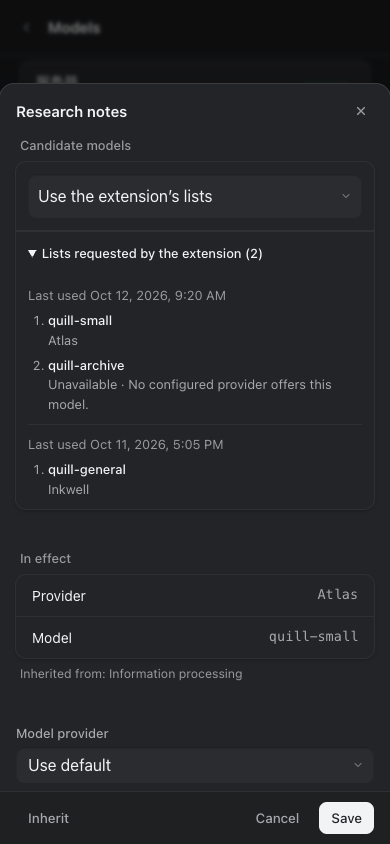 Models
Research notes
Candidate models
Use the extension's lists
Lists requested by the extension (2)
Last used Oct 12, 2026, 9:20 AM
1. quill-small
Atlas
2. quill-archive
Unavailable · No configured provider offers this
model.
Last used Oct 11, 2026, 5:05 PM
1. quill-general
Inkwell
In effect
Provider Atlas
Model quill-small
Inherited from: Information processing
Model provider
Use default
Inherit Cancel Save